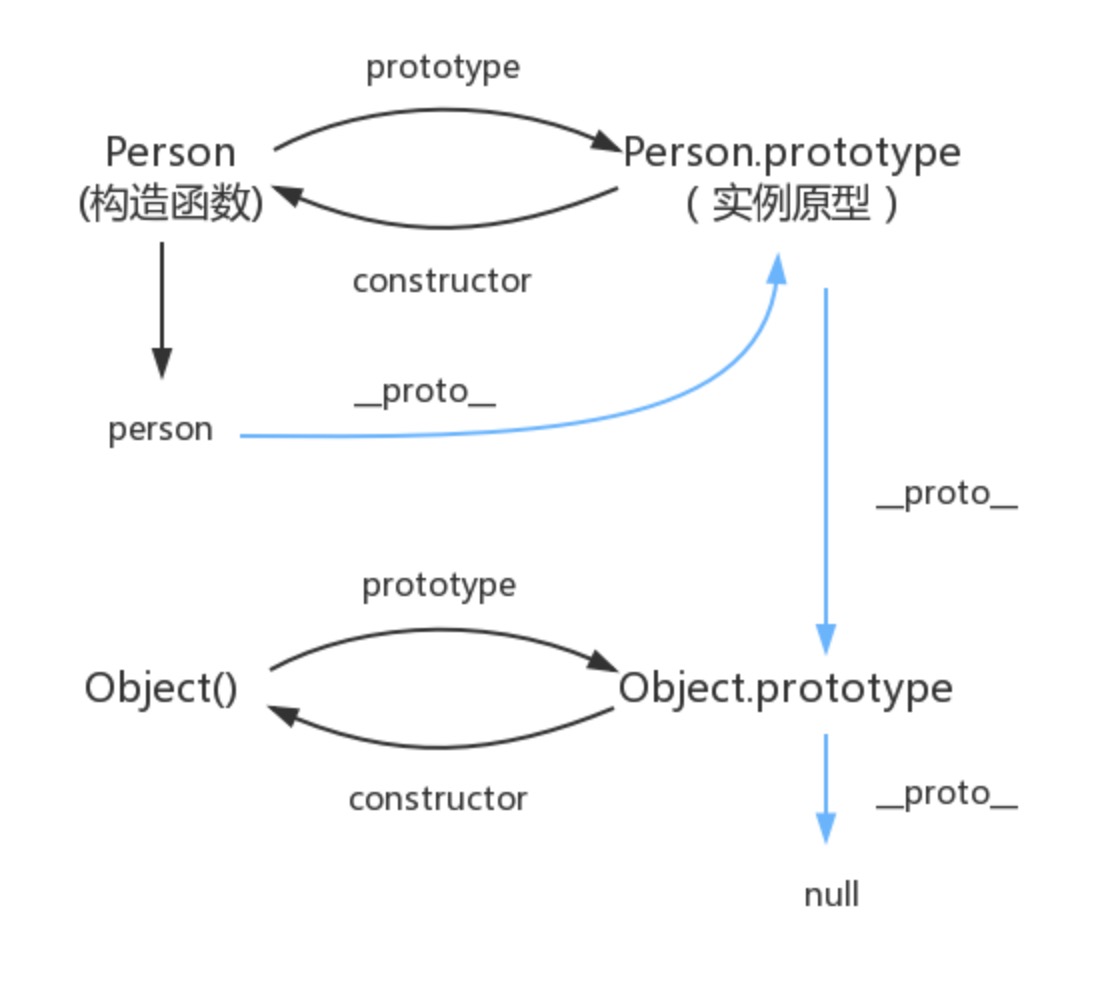 prototype
Person
Person.prototype
(构造函数)
( 实例原型 )
constructor
__proto__
person
__proto__
prototype
Object()
Object.prototype
constructor
__proto__
null